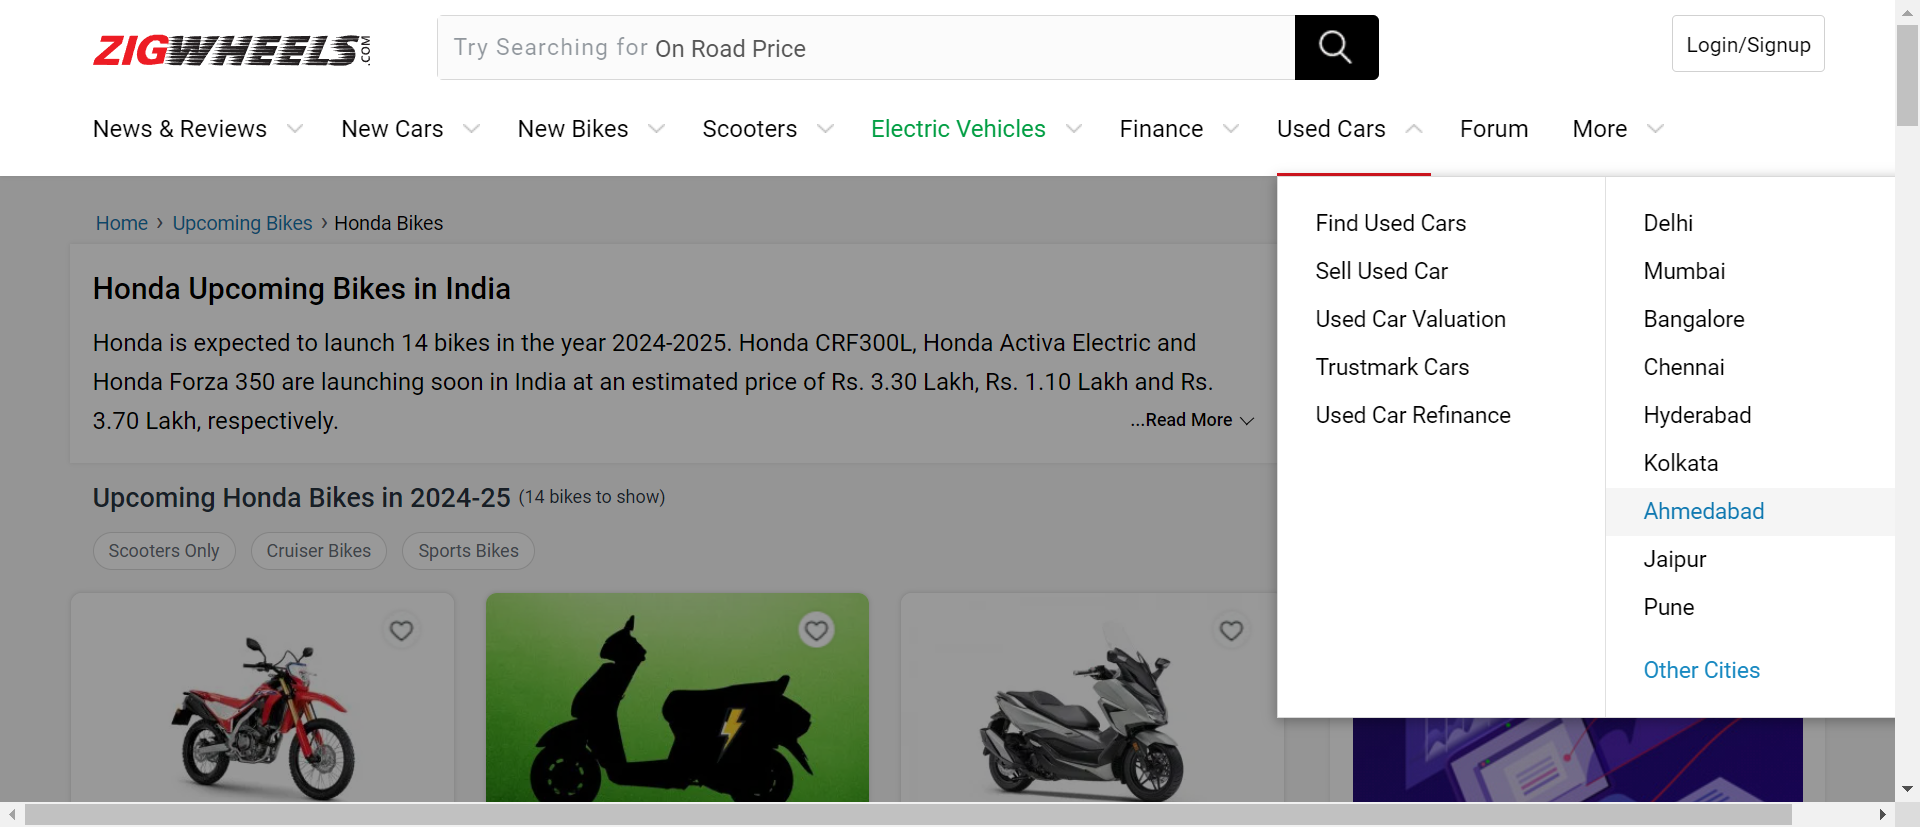 ZIGWHEELS.COM
Try Searching for On Road Price
Login/Signup
News & Reviews
New Cars
New Bikes
Scooters
Electric Vehicles
Finance
Used Cars
Forum
More
Home › Upcoming Bikes › Honda Bikes
Honda Upcoming Bikes in India
Honda is expected to launch 14 bikes in the year 2024-2025. Honda CRF300L, Honda Activa Electric and
Honda Forza 350 are launching soon in India at an estimated price of Rs. 3.30 Lakh, Rs. 1.10 Lakh and Rs.
3.70 Lakh, respectively.
...Read More
Upcoming Honda Bikes in 2024-25 (14 bikes to show)
Scooters Only
Cruiser Bikes
Sports Bikes
Find Used Cars
Sell Used Car
Used Car Valuation
Trustmark Cars
Used Car Refinance
Delhi
Mumbai
Bangalore
Chennai
Hyderabad
Kolkata
Ahmedabad
Jaipur
Pune
Other Cities